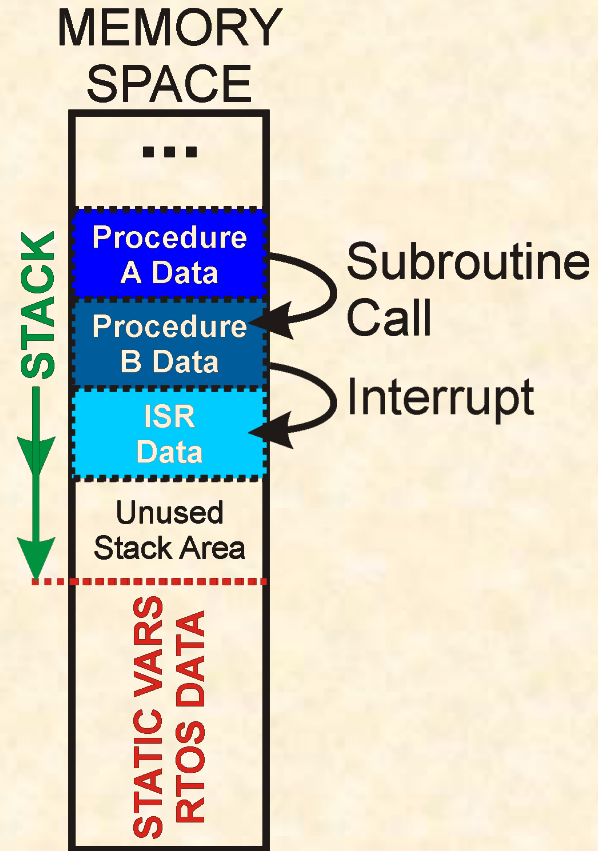 MEMORY
SPACE
...
STACK
Procedure
A Data
Subroutine
Call
Procedure
B Data
Interrupt
ISR
Data
Unused
Stack Area
STATIC VARS
RTOS DATA